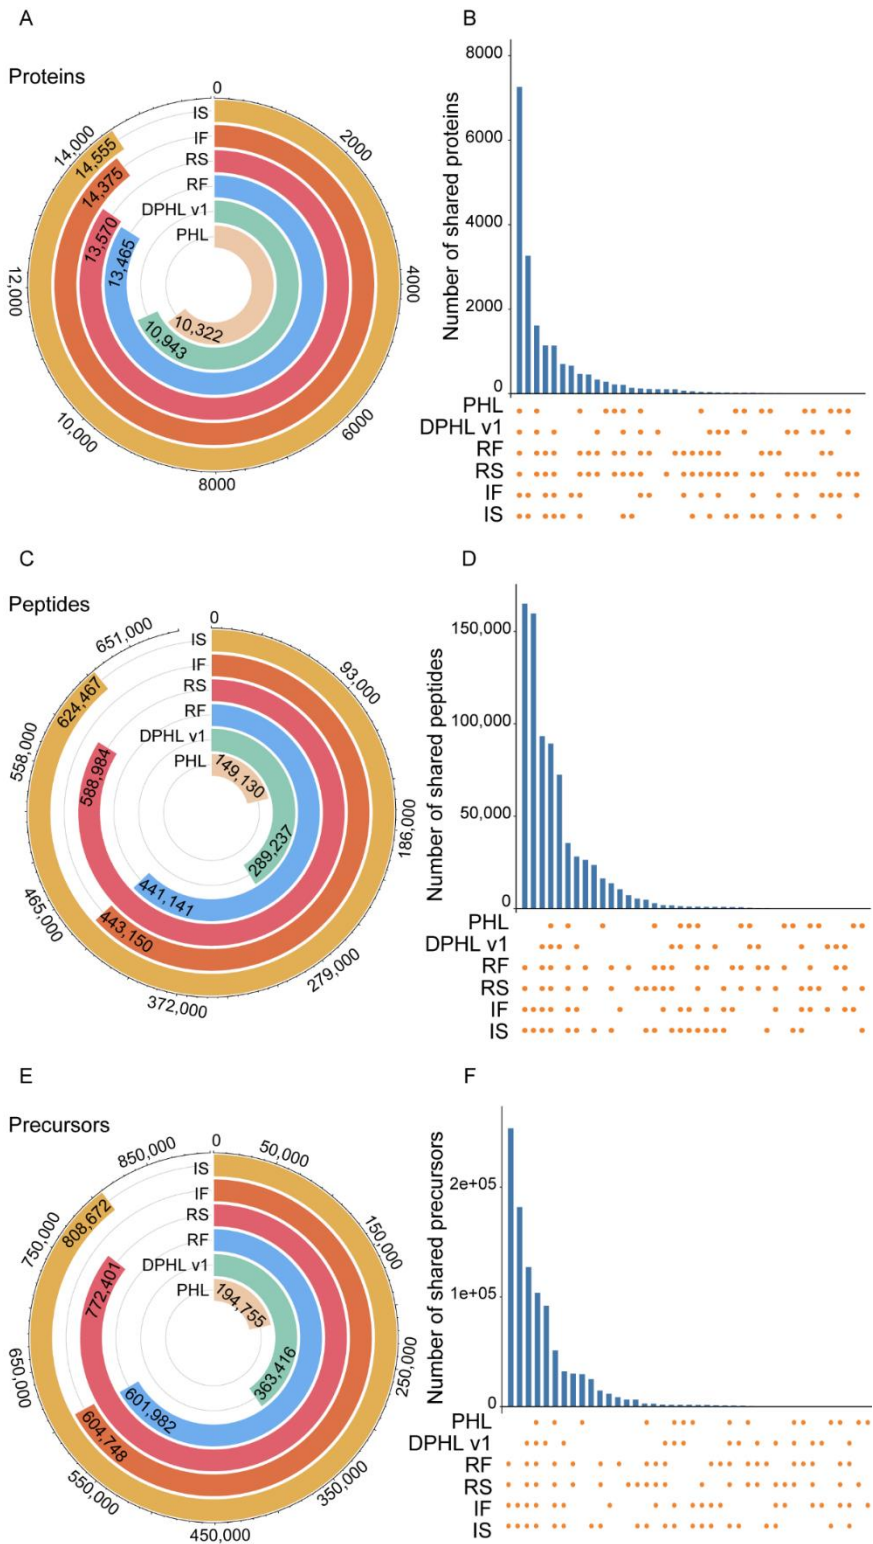 A
Proteins
0
2000
4000
6000
8000
10,000
12,000
14,000
IS
IF
RS
RF
DPHL v1
PHL
14,555
14,375
13,570
13,465
10,943
10,322
B
Number of shared proteins
8000
6000
4000
2000
0
PHL
DPHL v1
RF
RS
IF
IS
C
Peptides
0
93,000
186,000
279,000
372,000
465,000
558,000
651,000
IS
IF
RS
RF
DPHL v1
PHL
624,467
443,150
588,984
441,141
289,237
149,130
D
Number of shared peptides
150,000
100,000
50,000
0
PHL
DPHL v1
RF
RS
IF
IS
E
Precursors
0
50,000
150,000
250,000
350,000
450,000
550,000
650,000
750,000
850,000
IS
IF
RS
RF
DPHL v1
PHL
808,672
604,748
772,401
601,982
363,416
194,755
F
Number of shared precursors
2e+05
1e+05
0
PHL
DPHL v1
RF
RS
IF
IS